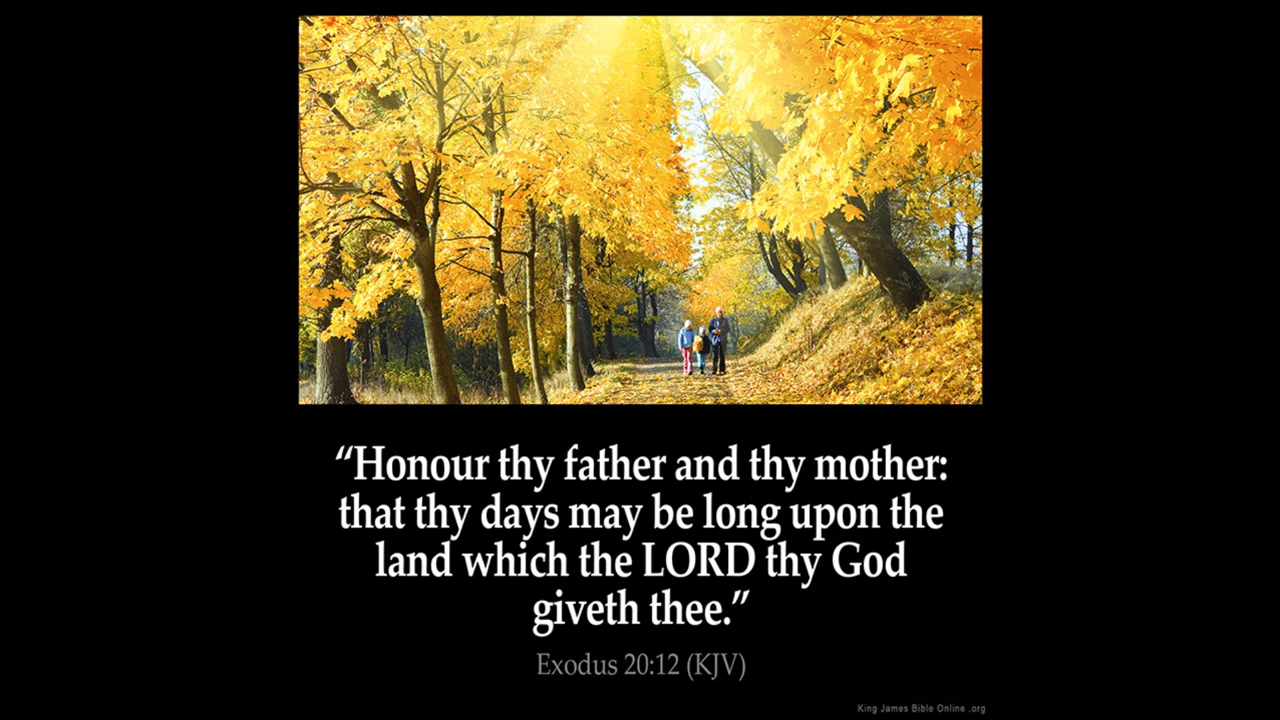 “Honour thy father and thy mother:
that thy days may be long upon the
land which the LORD thy God
giveth thee.”
Exodus 20:12 (KJV)
King James Bible Online .org